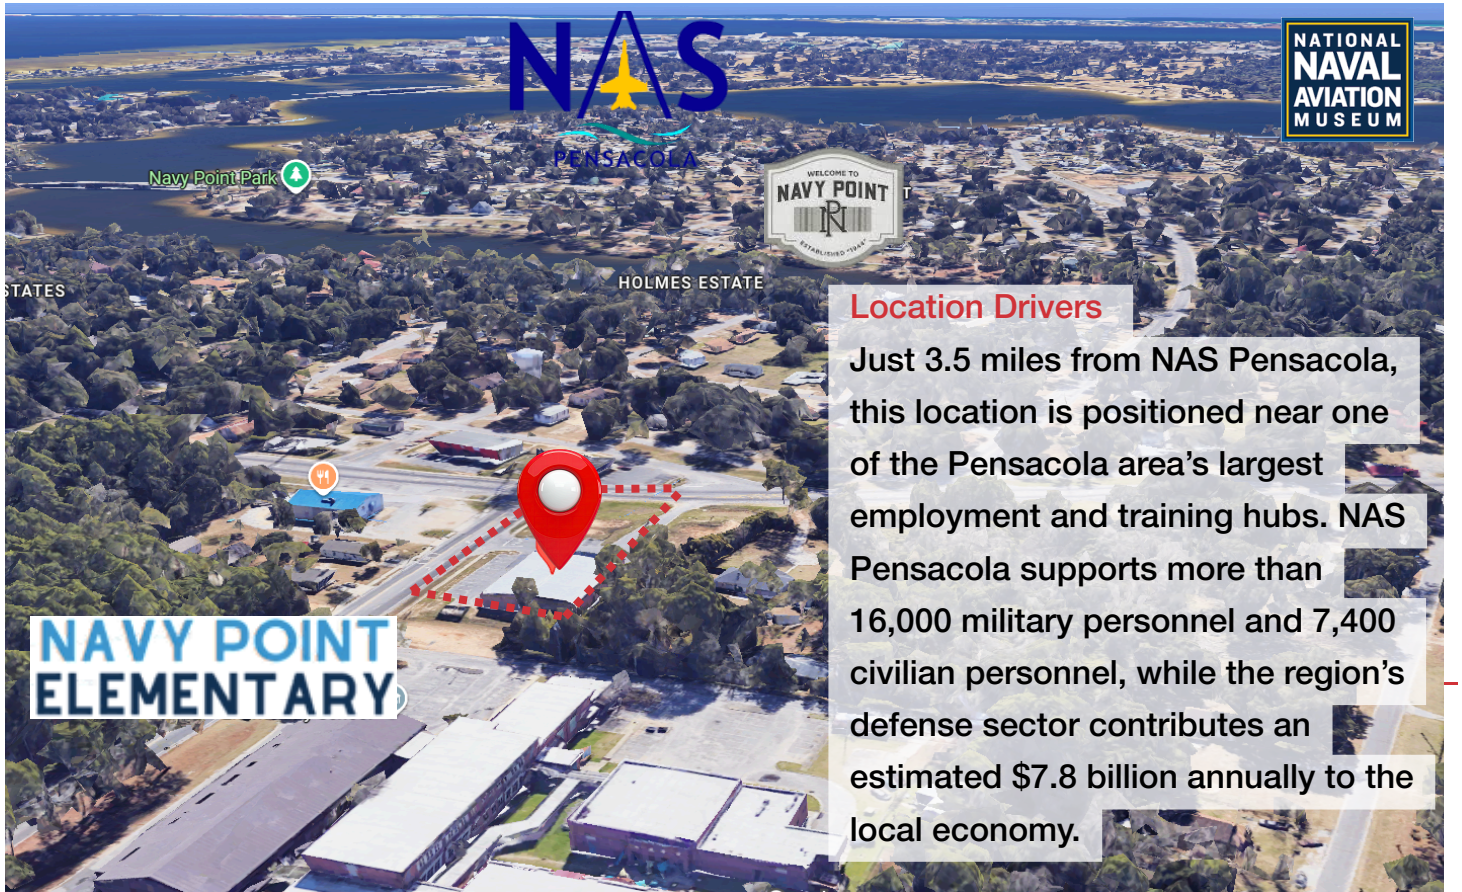 NAS
PENSACOLA
NATIONAL
NAVAL
AVIATION
MUSEUM
Navy Point Park
WELCOME TO
NAVY POINT
NP
ESTABLISHED "1944"
T
HOLMES ESTATE
STATES
Location Drivers
Just 3.5 miles from NAS Pensacola,
this location is positioned near one
of the Pensacola area's largest
employment and training hubs. NAS
Pensacola supports more than
16,000 military personnel and 7,400
civilian personnel, while the region's
defense sector contributes an
estimated $7.8 billion annually to the
local economy.
NAVY POINT
ELEMENTARY